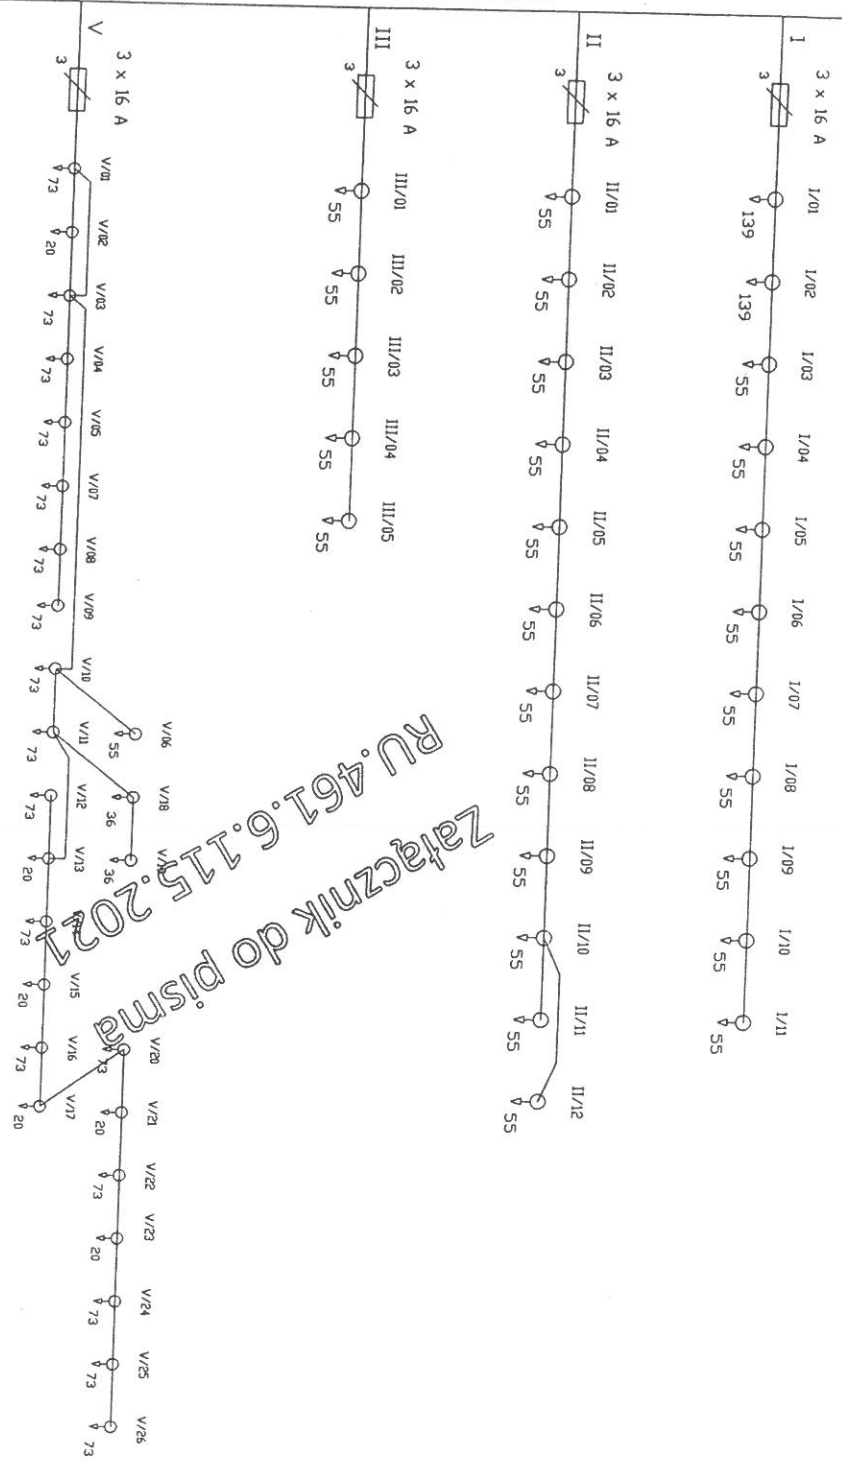 I
3 x 16 A
3
I/01
139
I/02
139
I/03
55
I/04
55
I/05
55
I/06
55
I/07
55
I/08
55
I/09
55
I/10
55
I/11
55
II
3 x 16 A
3
II/01
55
II/02
55
II/03
55
II/04
55
II/05
55
II/06
55
II/07
55
II/08
55
II/09
55
II/10
55
II/11
55
II/12
55
III
3 x 16 A
3
III/01
55
III/02
55
III/03
55
III/04
55
III/05
55
V
3 x 16 A
3
V/01
73
V/02
20
V/03
73
V/04
73
V/05
73
V/07
73
V/08
73
V/09
73
V/10
73
V/06
55
V/11
73
V/18
36
36
V/12
73
V/13
20
73
V/15
20
V/16
73
V/17
20
V/20
73
V/21
20
V/22
73
V/23
20
V/24
73
V/25
73
V/26
73
Załącznik do pisma
RU.461.6.115.2021